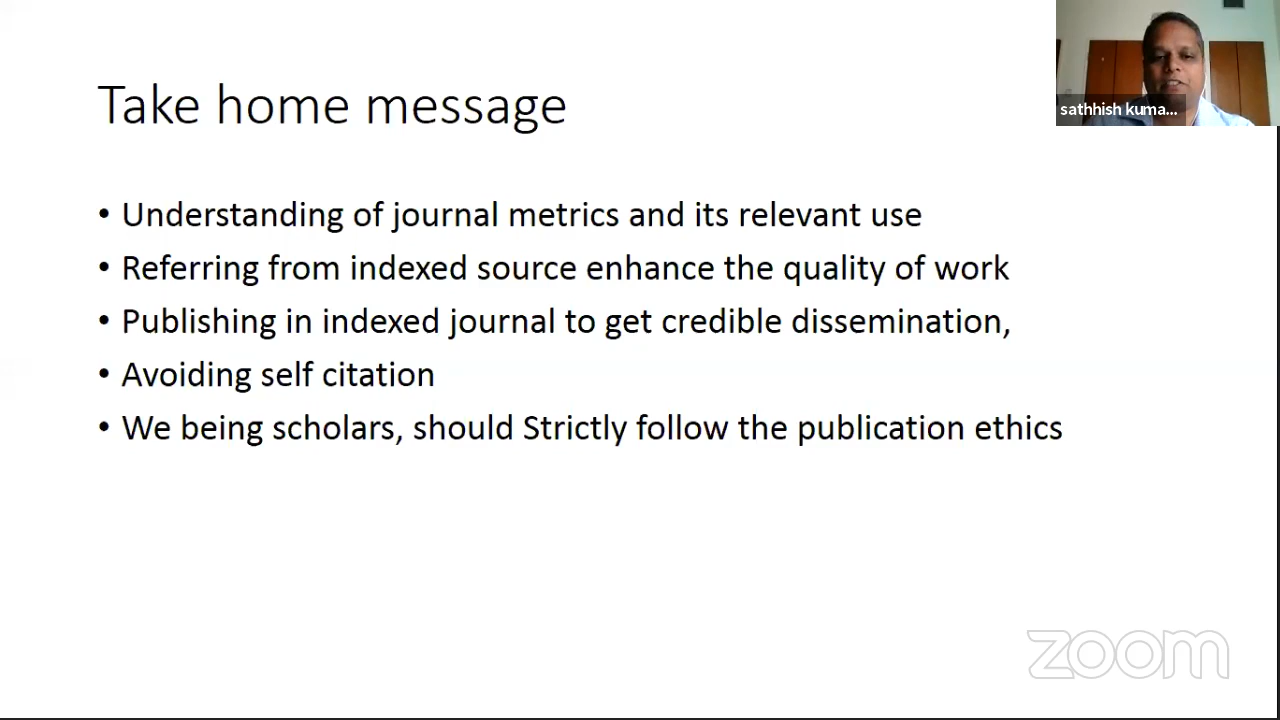 Take home message
sathhish kuma...
• Understanding of journal metrics and its relevant use
• Referring from indexed source enhance the quality of work
• Publishing in indexed journal to get credible dissemination,
• Avoiding self citation
• We being scholars, should Strictly follow the publication ethics
zoom